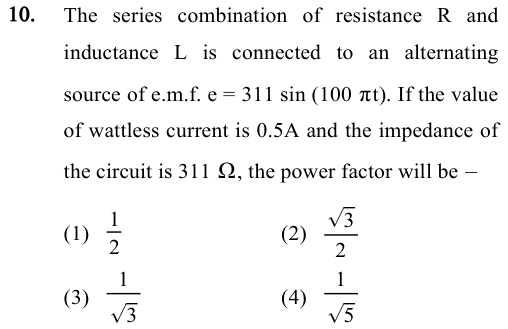 10. The series combination of resistance R and
inductance L is connected to an alternating
source of e.m.f. e = 311 sin (100 πt). If the value
of wattless current is 0.5A and the impedance of
the circuit is 311 Ω, the power factor will be –
(1) 1/2 (2) √3/2
(3) 1/√3 (4) 1/√5